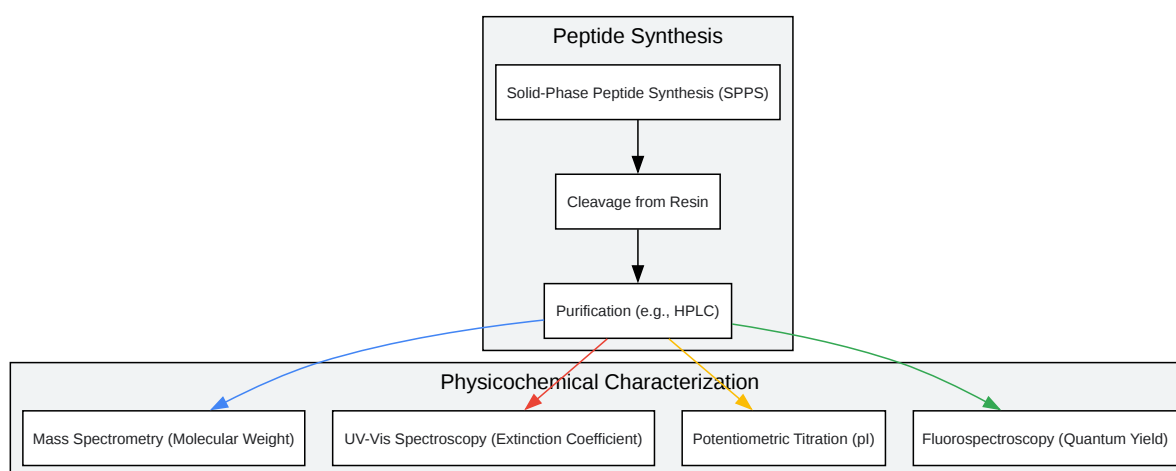 Peptide Synthesis
Solid-Phase Peptide Synthesis (SPPS)
Cleavage from Resin
Purification (e.g., HPLC)
Physicochemical Characterization
Mass Spectrometry (Molecular Weight)
UV-Vis Spectroscopy (Extinction Coefficient)
Potentiometric Titration (pI)
Fluorospectroscopy (Quantum Yield)